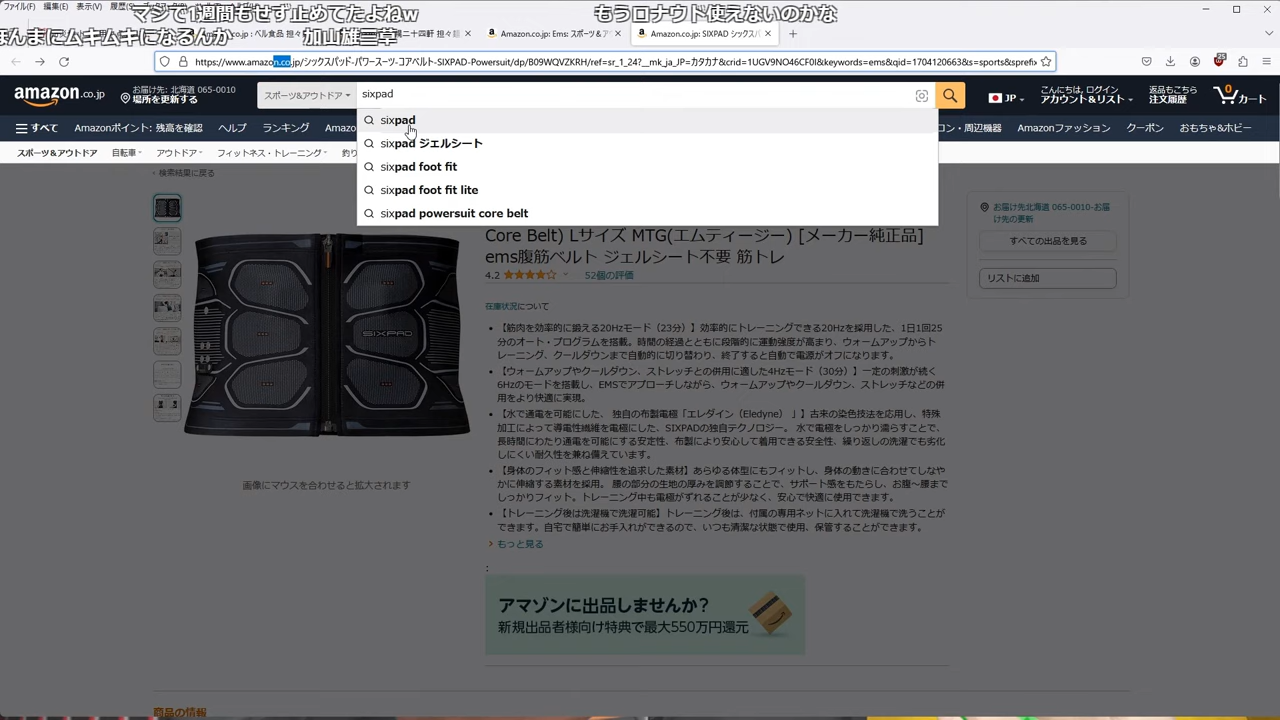 ファイル(F) 編集(E) 表示(V)
マジで1週間もせず止めてたよねw
もうロナウド使えないのかな
ほんまにムキムキになるんか
加山雄三草
Amazon.co.jp: Ems: スポーツ＆ア
Amazon.co.jp: SIXPAD シックスパ
https://www.amazon.co.jp/シックスパッド-パワースーツ-コアベルト-SIXPAD-Powersuit/dp/B09WQVZKRH/ref=sr_1_24?__mk_ja_JP=カタカナ&crid=1UGV9NO46CF0I&keywords=ems&qid=1704120663&s=sports&sprefix
amazon.co.jp
お届け先: 北海道 065-0010
場所を更新する
スポーツ&アウトドア
sixpad
JP
こんにちは, ログイン
アカウント＆リスト
返品もこちら
注文履歴
0
カート
すべて
Amazonポイント: 残高を確認
ヘルプ
ランキング
コン・周辺機器
Amazonファッション
クーポン
おもちゃ&ホビー
スポーツ&アウトドア
自転車
アウトドア
フィットネス・トレーニング
sixpad
sixpad ジェルシート
sixpad foot fit
sixpad foot fit lite
sixpad powersuit core belt
‹ 検索結果に戻る
Core Belt) Lサイズ MTG(エムティージー) [メーカー純正品]
ems腹筋ベルト ジェルシート不要 筋トレ
4.2
52個の評価
在庫状況について
【筋肉を効率的に鍛える20Hzモード（23分）】効率的にトレーニングできる20Hzを採用した、1日1回25
分のオート・プログラムを搭載。時間の経過とともに段階的に運動強度が高まり、ウォームアップからト
レーニング、クールダウンまで自動的に切り替わり、終了すると自動で電源がオフになります。
【ウォームアップやクールダウン、ストレッチとの併用に適した4Hzモード（30分）】一定の刺激が続く
6Hzのモードを搭載し、EMSでアプローチしながら、ウォームアップやクールダウン、ストレッチなどの併
用をより快適に実現。
【水で通電を可能にした、 独自の布製電極「エレダイン（Eledyne） 」】古来の染色技法を応用し、特殊
加工によって導電性繊維を電極にした、SIXPADの独自テクノロジー。 水で電極をしっかり濡らすことで、
長時間にわたり通電を可能にする安定性、布製により安心して着用できる安全性、繰り返しの洗濯でも劣化
しにくい耐久性を兼ね備えています。
【身体のフィット感と伸縮性を追求した素材】あらゆる体型にもフィットし、身体の動きに合わせてしなや
かに伸縮する素材を採用。 腰の部分の生地の厚みを調節することで、サポート感をもたらし、お腹～腰まで
しっかりフィット。トレーニング中も電極がずれることが少なく、安心で快適に使用できます。
【トレーニング後は洗濯機で洗濯可能】トレーニング後は、付属の専用ネットに入れて洗濯機で洗うことが
できます。自宅で簡単にお手入れができるので、いつも清潔な状態で使用、保管することができます。
› もっと見る
:
SIXPAD
画像にマウスを合わせると拡大されます
お届け先北海道 065-0010-お届
け先の更新
すべての出品を見る
リストに追加
アマゾンに出品しませんか？
新規出品者様向け特典で最大550万円還元
商品の情報